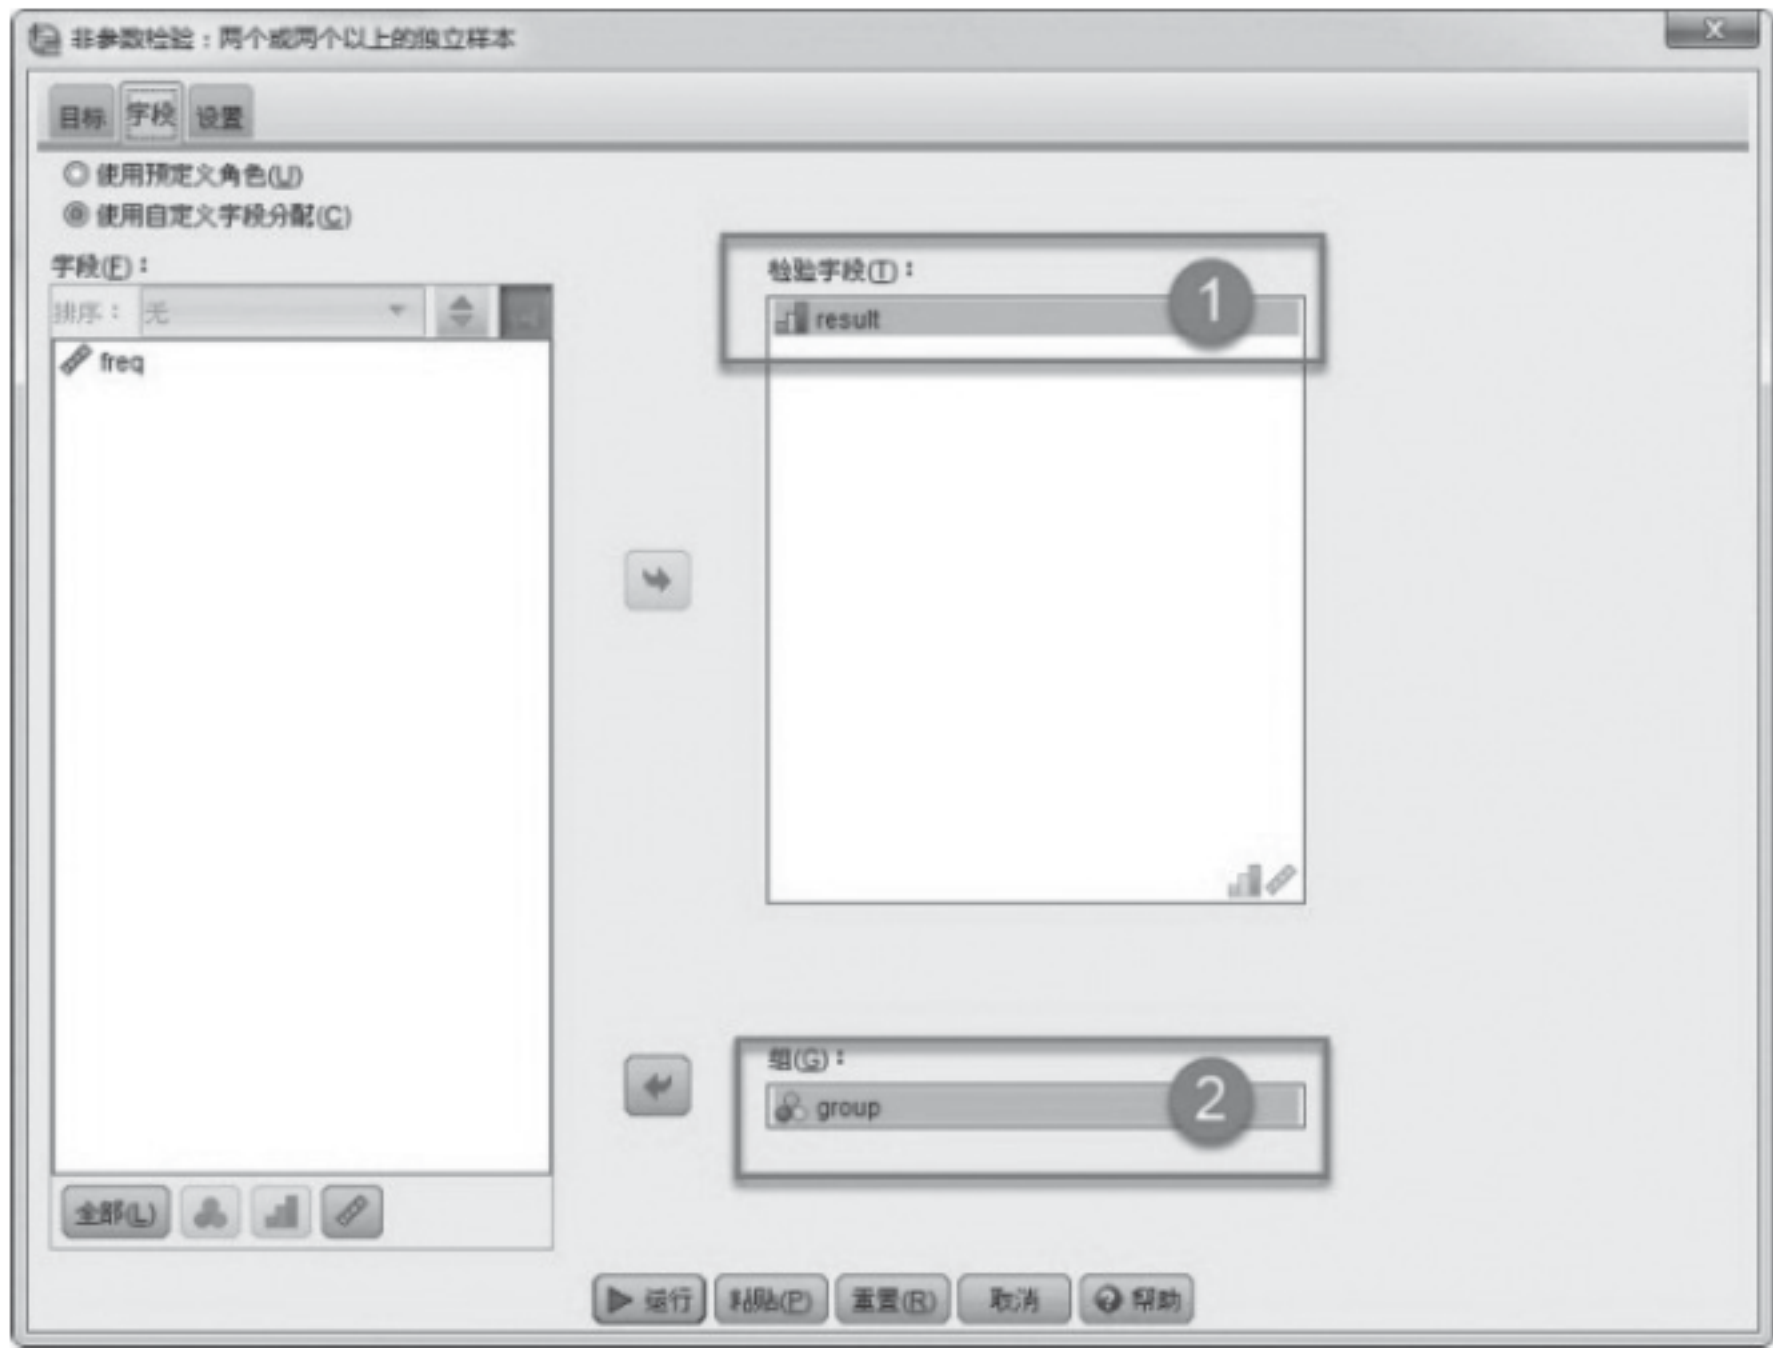 非参数检验：两个或两个以上的独立样本
X
目标 字段 设置
使用预定义角色(U)
使用自定义字段分配(C)
字段(F)：
排序： 无
freq
检验字段(T)：
result
1
组(G)：
group
2
全部(L)
运行 粘贴(P) 重置(R) 取消 帮助